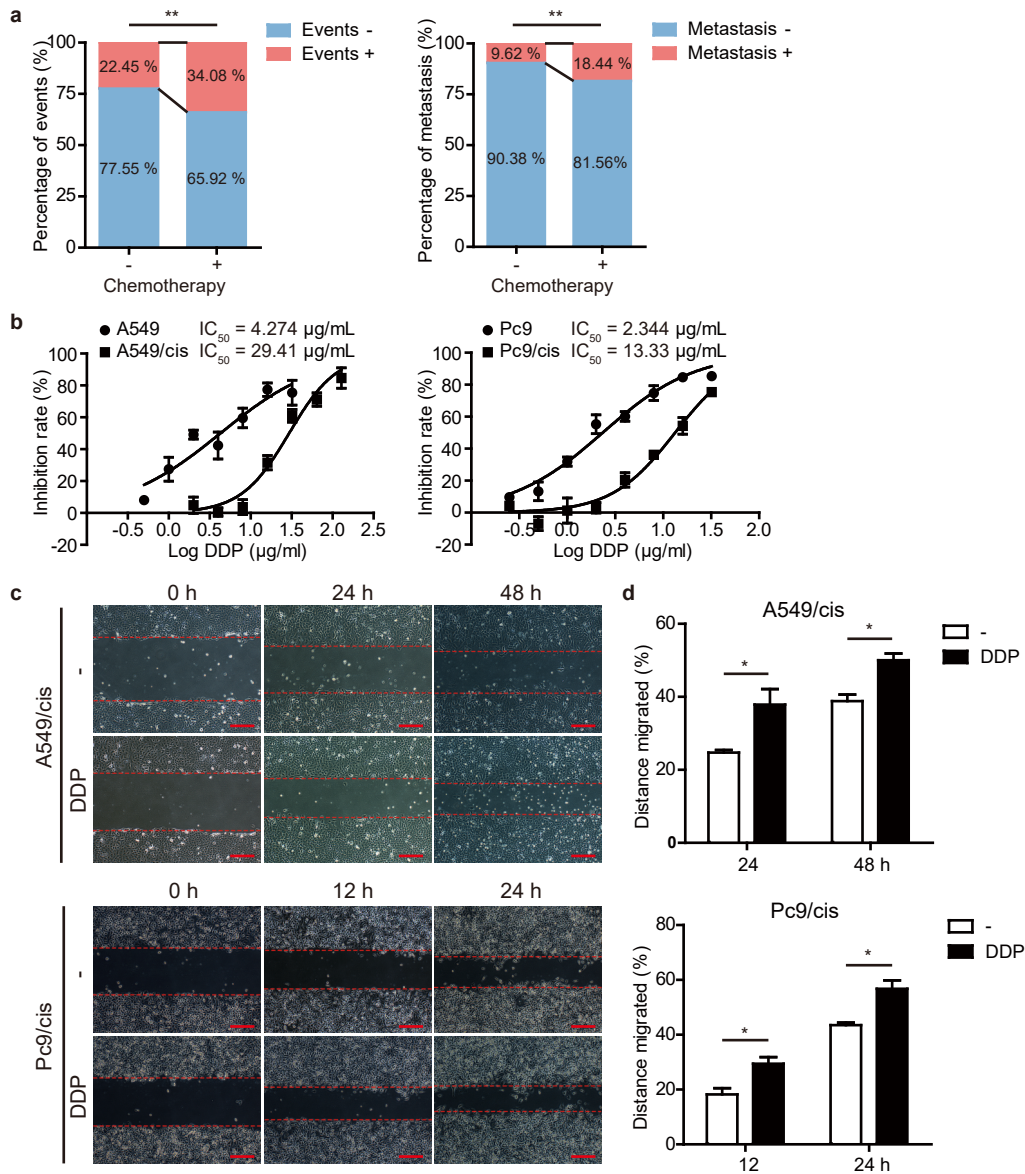 a
**
Percentage of events (%)
100
75
50
25
0
22.45 %
34.08 %
77.55 %
65.92 %
-
+
Chemotherapy
Events -
Events +
**
Percentage of metastasis (%)
100
75
50
25
0
9.62 %
18.44 %
90.38 %
81.56%
-
+
Chemotherapy
Metastasis -
Metastasis +
b
A549 IC50 = 4.274 µg/mL
A549/cis IC50 = 29.41 µg/mL
Inhibition rate (%)
100
80
60
40
20
0
-20
-0.5 0.0 0.5 1.0 1.5 2.0 2.5
Log DDP (µg/ml)
Pc9 IC50 = 2.344 µg/mL
Pc9/cis IC50 = 13.33 µg/mL
Inhibition rate (%)
100
80
60
40
20
0
-20
-0.5 0.0 0.5 1.0 1.5 2.0
Log DDP (µg/ml)
c
0 h 24 h 48 h
A549/cis
-
DDP
0 h 12 h 24 h
Pc9/cis
-
DDP
d
A549/cis
Distance migrated (%)
60
40
20
0
*
*
24 48 h
-
DDP
Pc9/cis
Distance migrated (%)
80
60
40
20
0
*
*
12 24 h
-
DDP